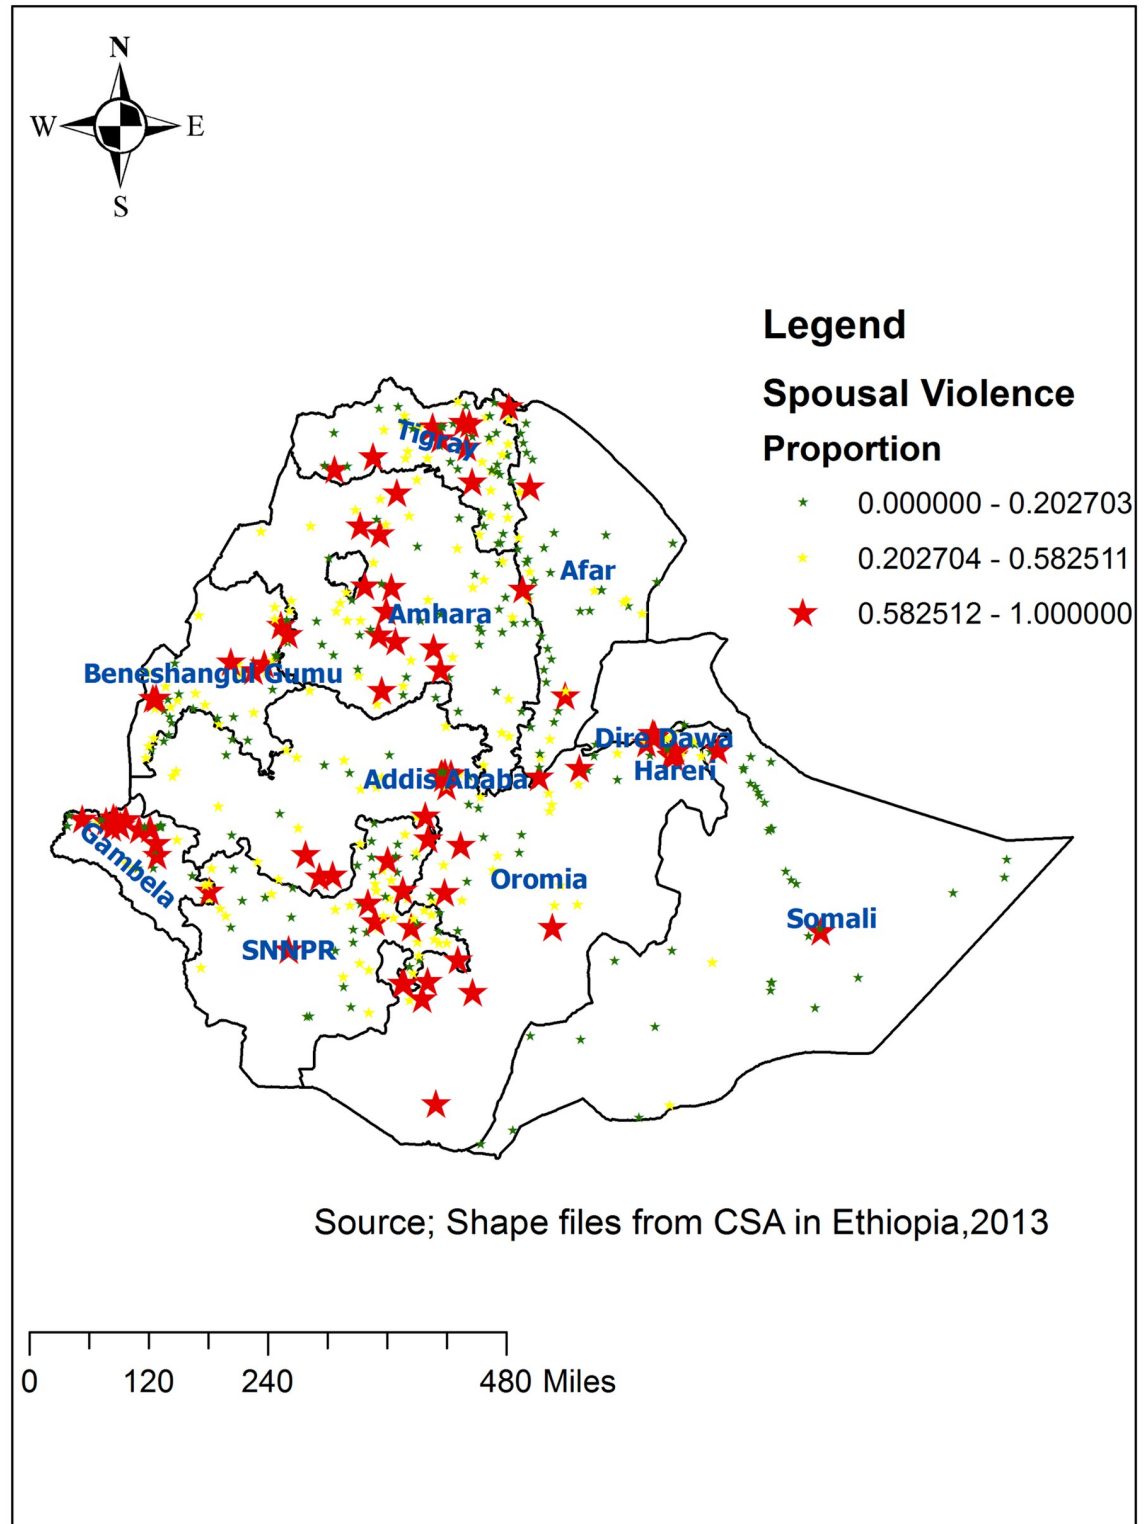 N
W E
S
Legend
Spousal Violence
Proportion
0.000000 - 0.202703
0.202704 - 0.582511
0.582512 - 1.000000
Tigray
Afar
Amhara
Beneshangul Gumu
Dire Dawa
Hareri
Addis Ababa
Gambela
Oromia
Somali
SNNPR
Source; Shape files from CSA in Ethiopia,2013
0 120 240 480 Miles